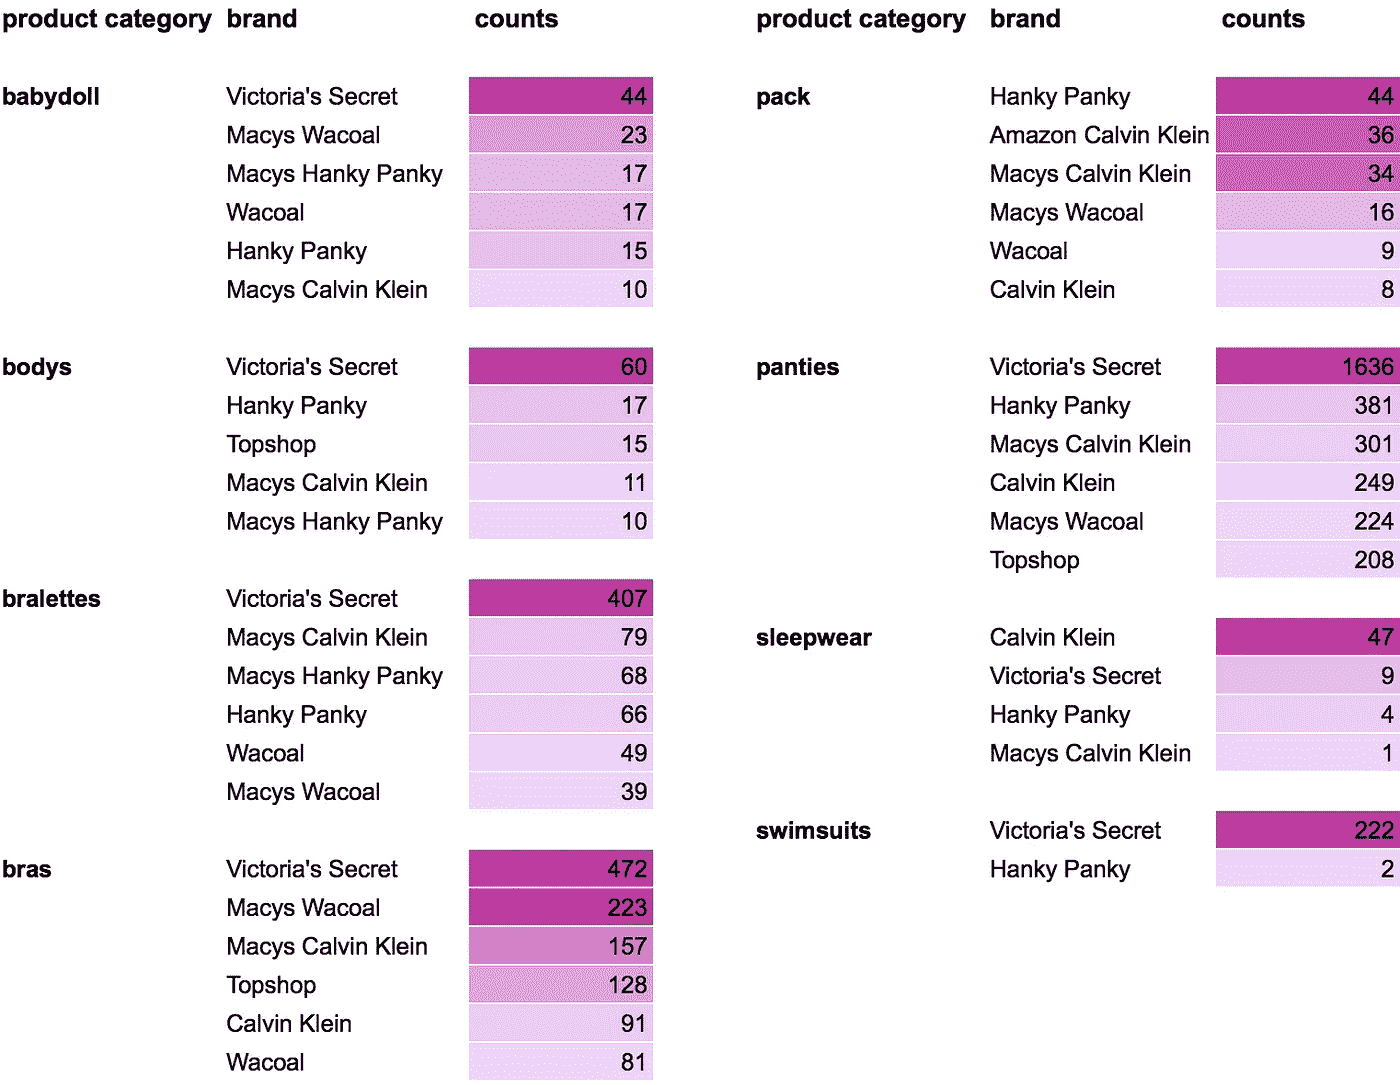 product category brand counts
babydoll Victoria's Secret 44
Macys Wacoal 23
Macys Hanky Panky 17
Wacoal 17
Hanky Panky 15
Macys Calvin Klein 10
bodys Victoria's Secret 60
Hanky Panky 17
Topshop 15
Macys Calvin Klein 11
Macys Hanky Panky 10
bralettes Victoria's Secret 407
Macys Calvin Klein 79
Macys Hanky Panky 68
Hanky Panky 66
Wacoal 49
Macys Wacoal 39
bras Victoria's Secret 472
Macys Wacoal 223
Macys Calvin Klein 157
Topshop 128
Calvin Klein 91
Wacoal 81
product category brand counts
pack Hanky Panky 44
Amazon Calvin Klein 36
Macys Calvin Klein 34
Macys Wacoal 16
Wacoal 9
Calvin Klein 8
panties Victoria's Secret 1636
Hanky Panky 381
Macys Calvin Klein 301
Calvin Klein 249
Macys Wacoal 224
Topshop 208
sleepwear Calvin Klein 47
Victoria's Secret 9
Hanky Panky 4
Macys Calvin Klein 1
swimsuits Victoria's Secret 222
Hanky Panky 2